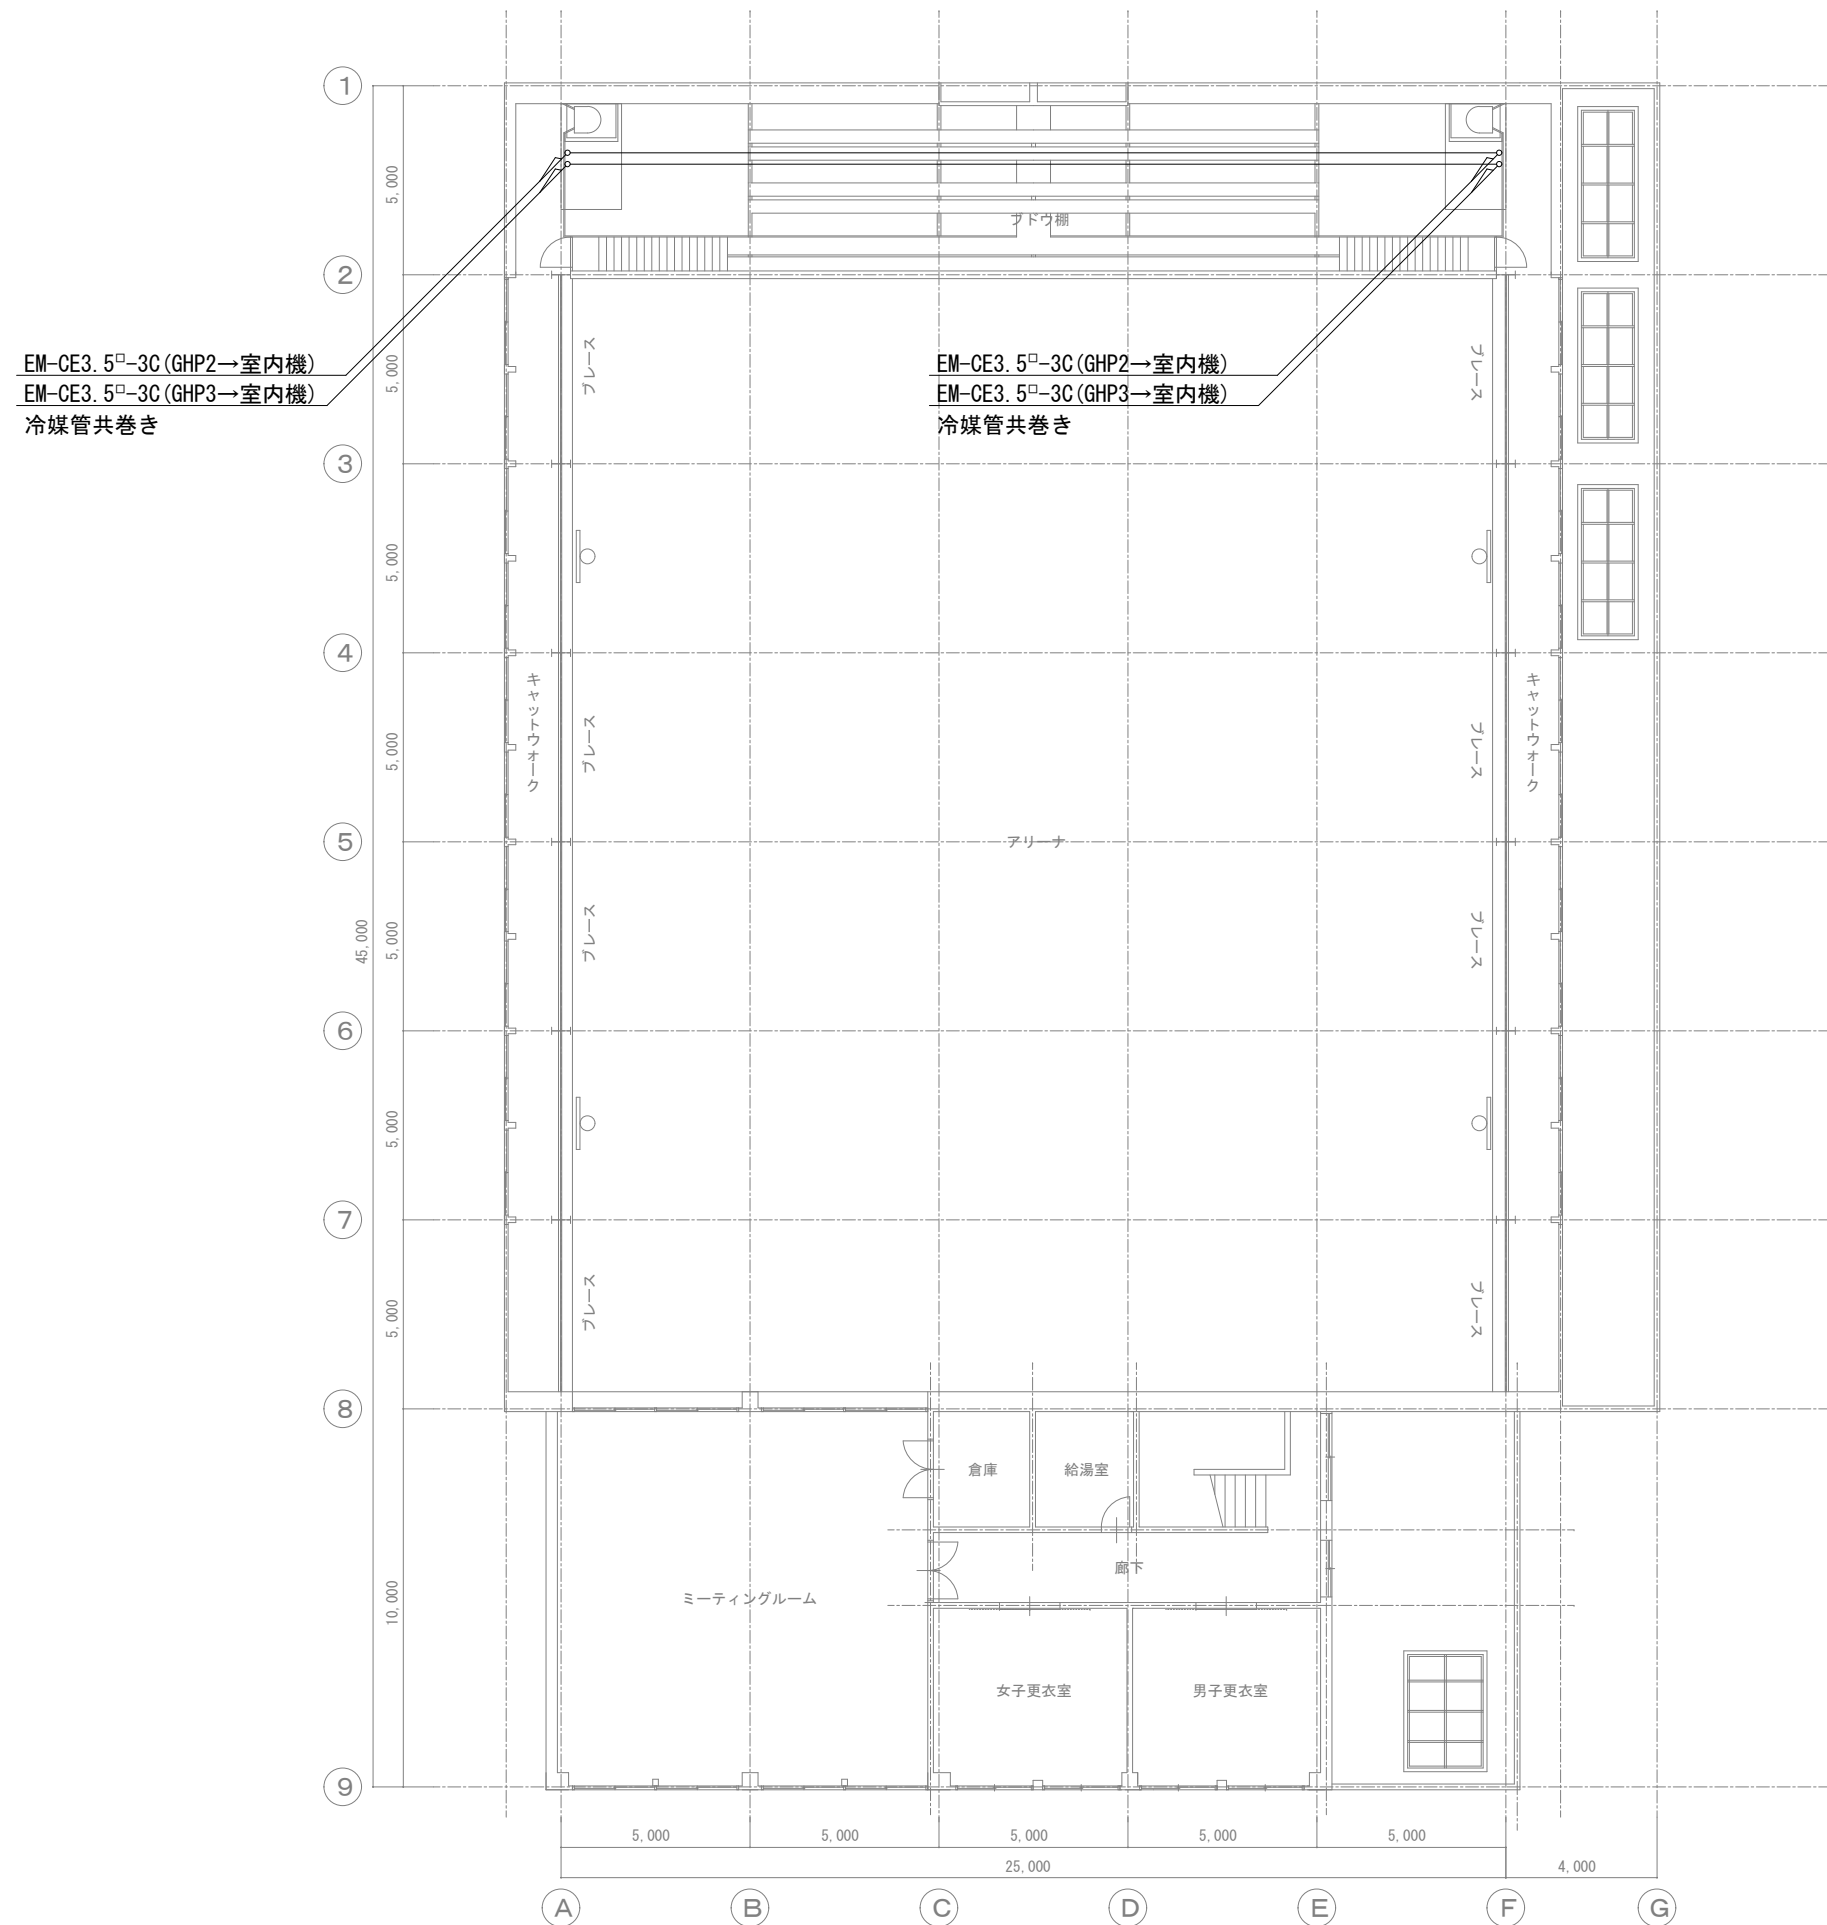 1
5,000
ブドウ棚
2
EM-CE3.5□-3C(GHP2→室内機)
EM-CE3.5□-3C(GHP3→室内機)
冷媒管共巻き
5,000
ブレース
EM-CE3.5□-3C(GHP2→室内機)
EM-CE3.5□-3C(GHP3→室内機)
冷媒管共巻き
ブレース
3
5,000
4
キャットウオーク
5,000
ブレース
ブレース
キャットウオーク
5
アリーナ
45,000
5,000
ブレース
ブレース
6
5,000
7
5,000
ブレース
ブレース
8
倉庫
給湯室
廊下
10,000
ミーティングルーム
女子更衣室
男子更衣室
9
5,000
5,000
5,000
5,000
5,000
25,000
4,000
A
B
C
D
E
F
G